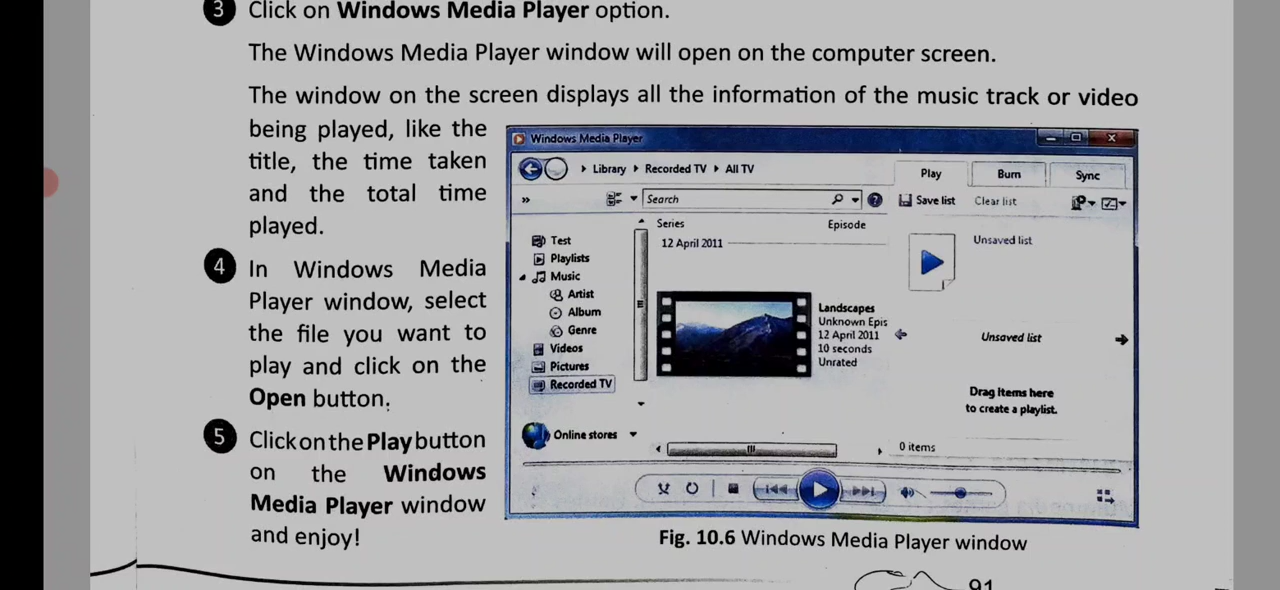 3 Click on Windows Media Player option.
The Windows Media Player window will open on the computer screen.
The window on the screen displays all the information of the music track or video
being played, like the
title, the time taken
and the total time
played.
4 In Windows Media
Player window, select
the file you want to
play and click on the
Open button.
5 Click on the Play button
on the Windows
Media Player window
and enjoy!
Windows Media Player
Library Recorded TV All TV
Play Burn Sync
Search
Save list Clear list
Series Episode
12 April 2011
Test
Playlists
Music
Artist
Album
Genre
Videos
Pictures
Recorded TV
Online stores
Landscapes
Unknown Epis
12 April 2011
10 seconds
Unrated
Unsaved list
Unsaved list
Drag items here
to create a playlist.
0 items
Fig. 10.6 Windows Media Player window
91